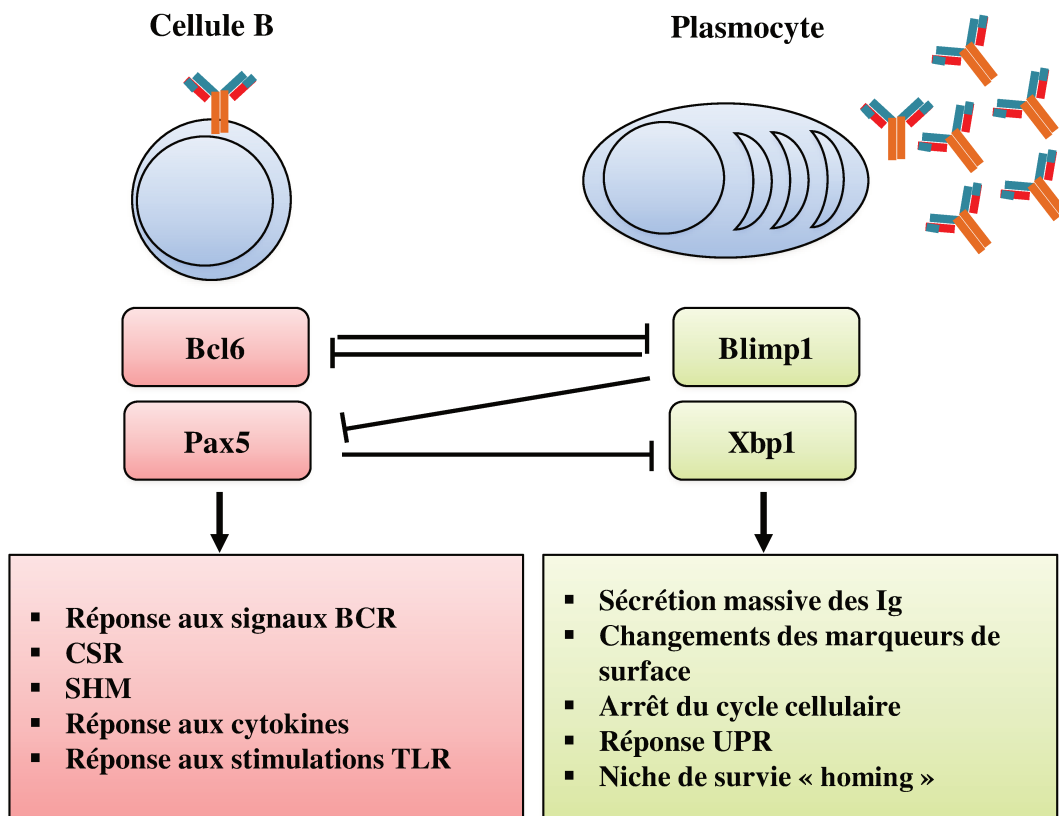 Cellule B
Plasmocyte
Bcl6
Blimp1
Pax5
Xbp1
▪ Réponse aux signaux BCR
▪ CSR
▪ SHM
▪ Réponse aux cytokines
▪ Réponse aux stimulations TLR
▪ Sécrétion massive des Ig
▪ Changements des marqueurs de
surface
▪ Arrêt du cycle cellulaire
▪ Réponse UPR
▪ Niche de survie « homing »